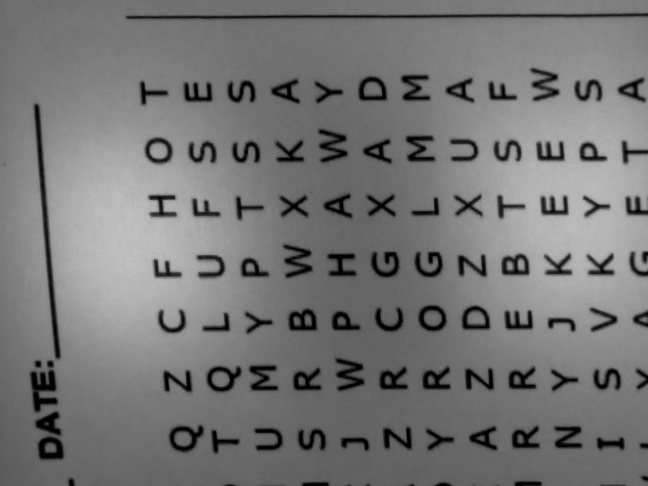 DATE:
Q Z C F H O T
T Q L U F S E
U M Y P T S S
S R B W X K A
J W P H A W Y
Z R C G X A D
Y R O G L M M
A Z D Z X U A
R R E B T S F
N Y J K E E W
I S V K Y P S
A G E T A